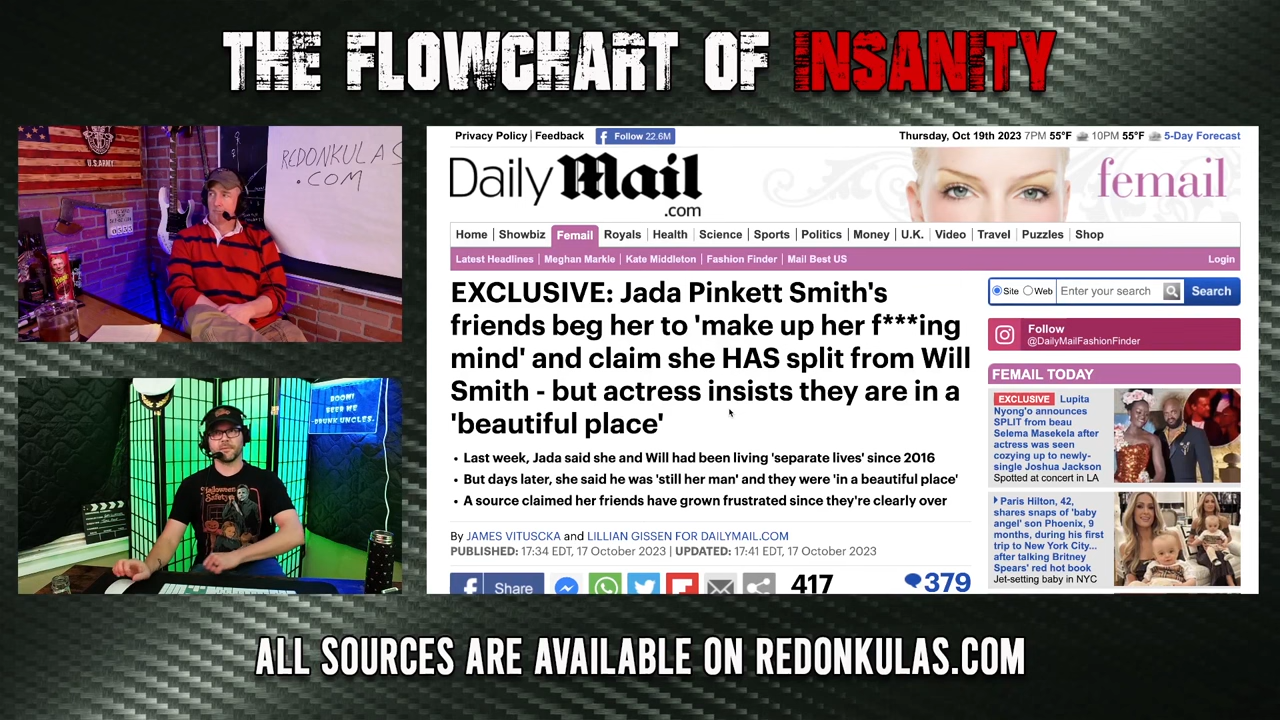 THE FLOWCHART OF INSANITY
U.S. ARMY
REDONKULAS
.COM
BOOM!
BEER ME
-DRUNK UNCLES.
Halloween
Safety
Privacy Policy | Feedback
Follow 22.6M
Thursday, Oct 19th 2023 7PM 55°F 10PM 55°F 5-Day Forecast
Daily Mail
.com
femail
Home | Showbiz | Femail | Royals | Health | Science | Sports | Politics | Money | U.K. | Video | Travel | Puzzles | Shop
Latest Headlines | Meghan Markle | Kate Middleton | Fashion Finder | Mail Best US
Login
EXCLUSIVE: Jada Pinkett Smith's
friends beg her to 'make up her f***ing
mind' and claim she HAS split from Will
Smith - but actress insists they are in a
'beautiful place'
• Last week, Jada said she and Will had been living 'separate lives' since 2016
• But days later, she said he was 'still her man' and they were 'in a beautiful place'
• A source claimed her friends have grown frustrated since they're clearly over
By JAMES VITUSCKA and LILLIAN GISSEN FOR DAILYMAIL.COM
PUBLISHED: 17:34 EDT, 17 October 2023 | UPDATED: 17:41 EDT, 17 October 2023
Share
417
379
Site Web Enter your search Search
Follow
@DailyMailFashionFinder
FEMAIL TODAY
EXCLUSIVE Lupita
Nyong'o announces
SPLIT from beau
Selema Masekela after
actress was seen
cozying up to newly-
single Joshua Jackson
Spotted at concert in LA
Paris Hilton, 42,
shares snaps of 'baby
angel' son Phoenix, 9
months, during his first
trip to New York City...
after talking Britney
Spears' red hot book
Jet-setting baby in NYC
ALL SOURCES ARE AVAILABLE ON REDONKULAS.COM